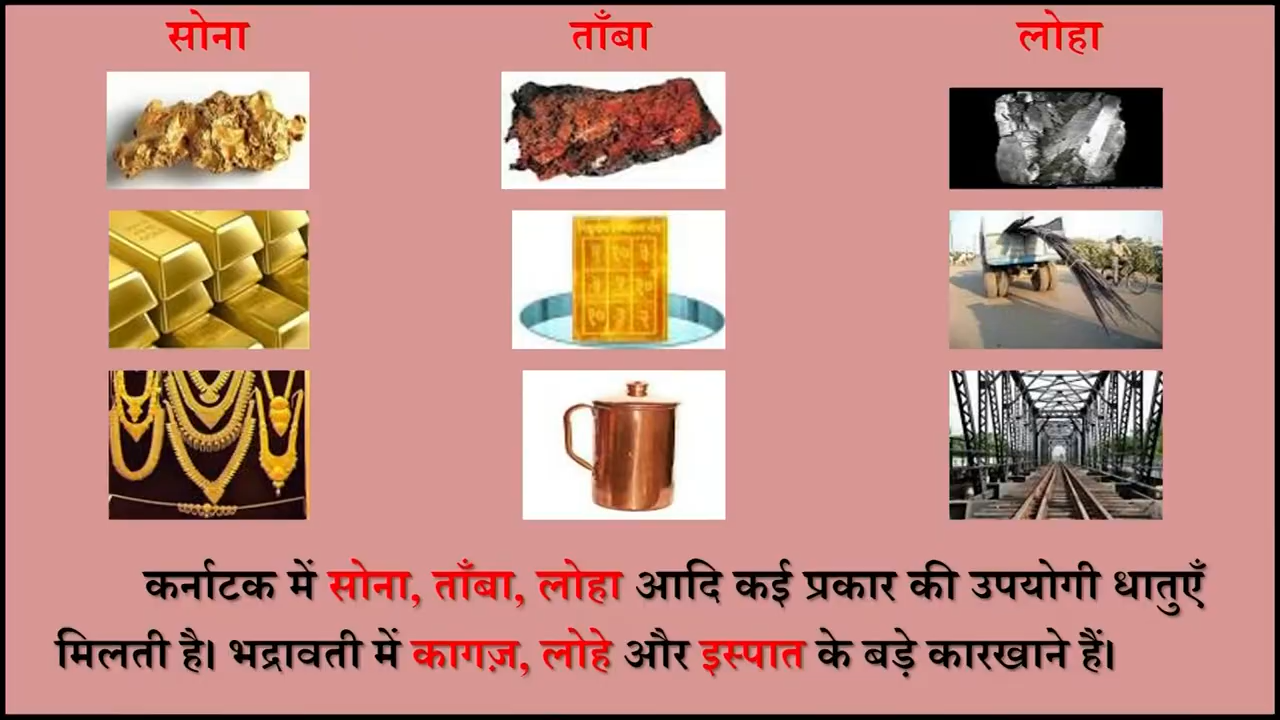 सोना ताँबा लोहा
कर्नाटक में सोना, ताँबा, लोहा आदि कई प्रकार की उपयोगी धातुएँ
मिलती है। भद्रावती में कागज़, लोहे और इस्पात के बड़े कारखाने हैं।